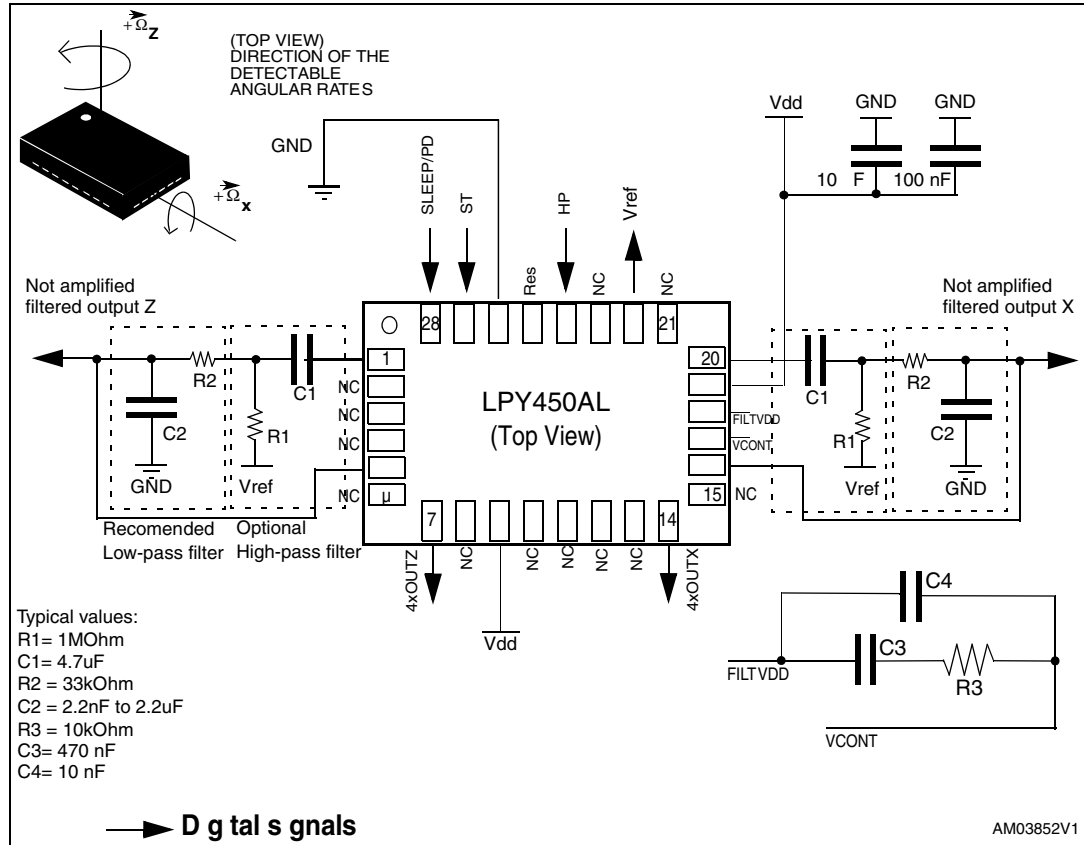 +Ω Z
(TOP VIEW)
DIRECTION OF THE
DETECTABLE
ANGULAR RATES
+Ω x
GND
SLEEP/PD
ST
Res
HP
NC
Vref
NC
Vdd
GND
GND
10 F
100 nF
Not amplified
filtered output Z
Not amplified
filtered output X
28
21
1
20
R2
C1
NC
C2
R1
NC
NC
GND
Vref
NC
µ
LPY450AL
(Top View)
FILTVDD
VCONT
15
NC
C1
R2
R1
C2
Vref
GND
Recomended
Low-pass filter
Optional
High-pass filter
7
14
4xOUTZ
NC
Vdd
NC
NC
NC
NC
4xOUTX
C4
C3
R3
FILTVDD
VCONT
Typical values:
R1= 1MOhm
C1= 4.7uF
R2 = 33kOhm
C2 = 2.2nF to 2.2uF
R3 = 10kOhm
C3= 470 nF
C4= 10 nF
D g tal s gnals
AM03852V1